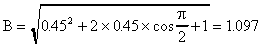 B = √(0.45² + 2 × 0.45 × cos π/2 + 1) = 1.097